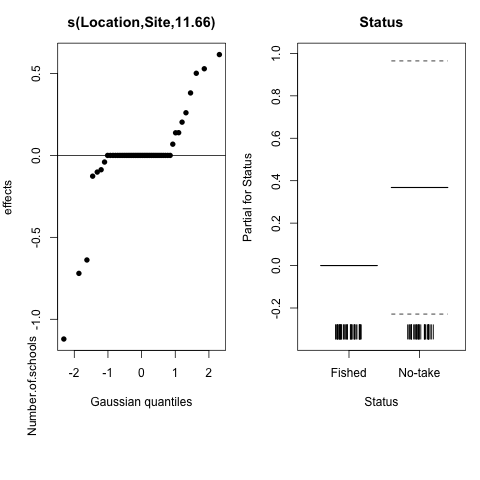 s(Location,Site,11.66)
effects
Number.of.schools
0.5
0.0
-0.5
-1.0
-2
-1
0
1
2
Gaussian quantiles
Status
Partial for Status
1.0
0.8
0.6
0.4
0.2
0.0
-0.2
Fished
No-take
Status